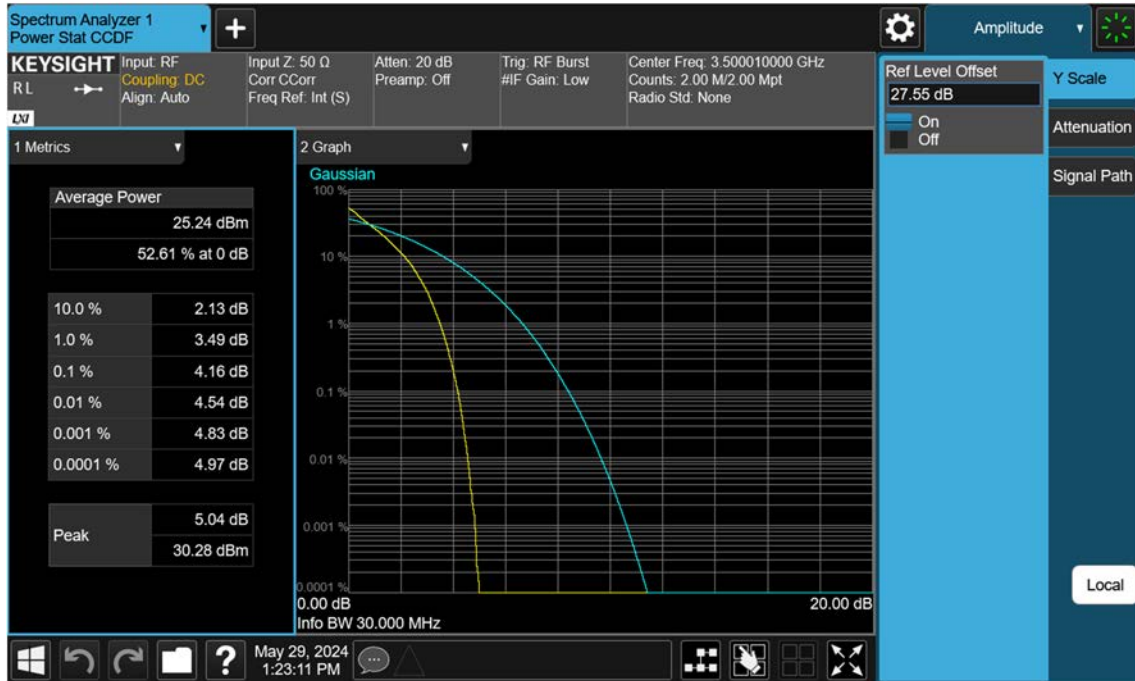 Spectrum Analyzer 1
Power Stat CCDF
Amplitude
KEYSIGHT
R L
LXI
Input: RF
Coupling: DC
Align: Auto
Input Z: 50 Ω
Corr CCorr
Freq Ref: Int (S)
Atten: 20 dB
Preamp: Off
Trig: RF Burst
#IF Gain: Low
Center Freq: 3.500010000 GHz
Counts: 2.00 M/2.00 Mpt
Radio Std: None
Ref Level Offset
27.55 dB
On
Off
Y Scale
Attenuation
Signal Path
1 Metrics
Average Power
25.24 dBm
52.61 % at 0 dB
10.0 % 2.13 dB
1.0 % 3.49 dB
0.1 % 4.16 dB
0.01 % 4.54 dB
0.001 % 4.83 dB
0.0001 % 4.97 dB
Peak 5.04 dB
30.28 dBm
2 Graph
Gaussian
100 %
10 %
1 %
0.1 %
0.01 %
0.001 %
0.0001 %
0.00 dB 20.00 dB
Info BW 30.000 MHz
Local
?
May 29, 2024
1:23:11 PM